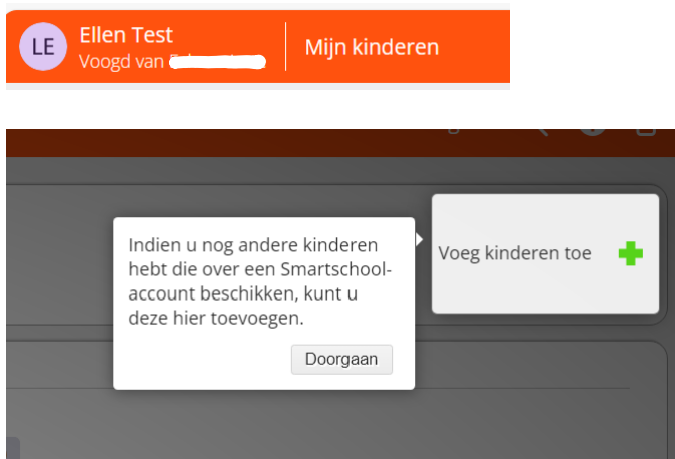 LE
Ellen Test
Voogd van
Mijn kinderen
Indien u nog andere kinderen
hebt die over een Smartschool-
account beschikken, kunt u
deze hier toevoegen.
Doorgaan
Voeg kinderen toe